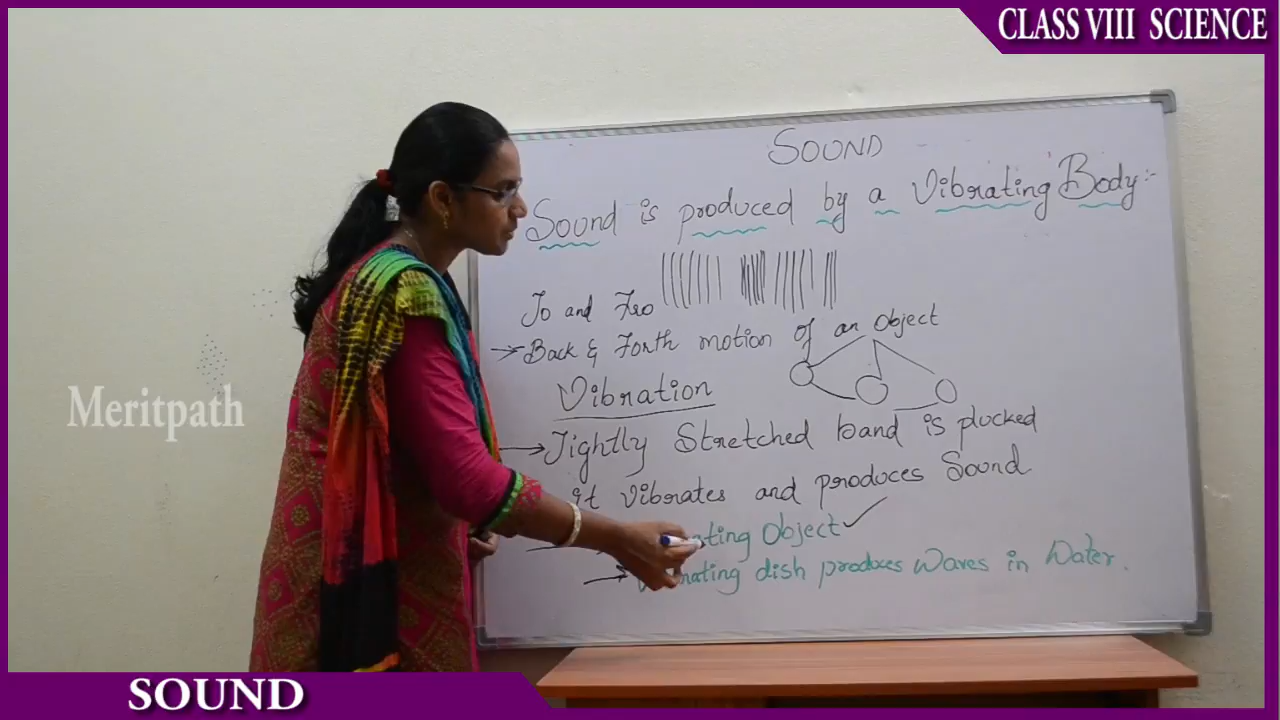 CLASS VIII SCIENCE
SOUND
Sound is produced by a Vibrating Body:-
To and Fro
Back & Forth motion of an Object
Vibration
Tightly Stretched band is plucked
it Vibrates and produces Sound
Object
dish produces Waves in Water.
Meritpath
SOUND